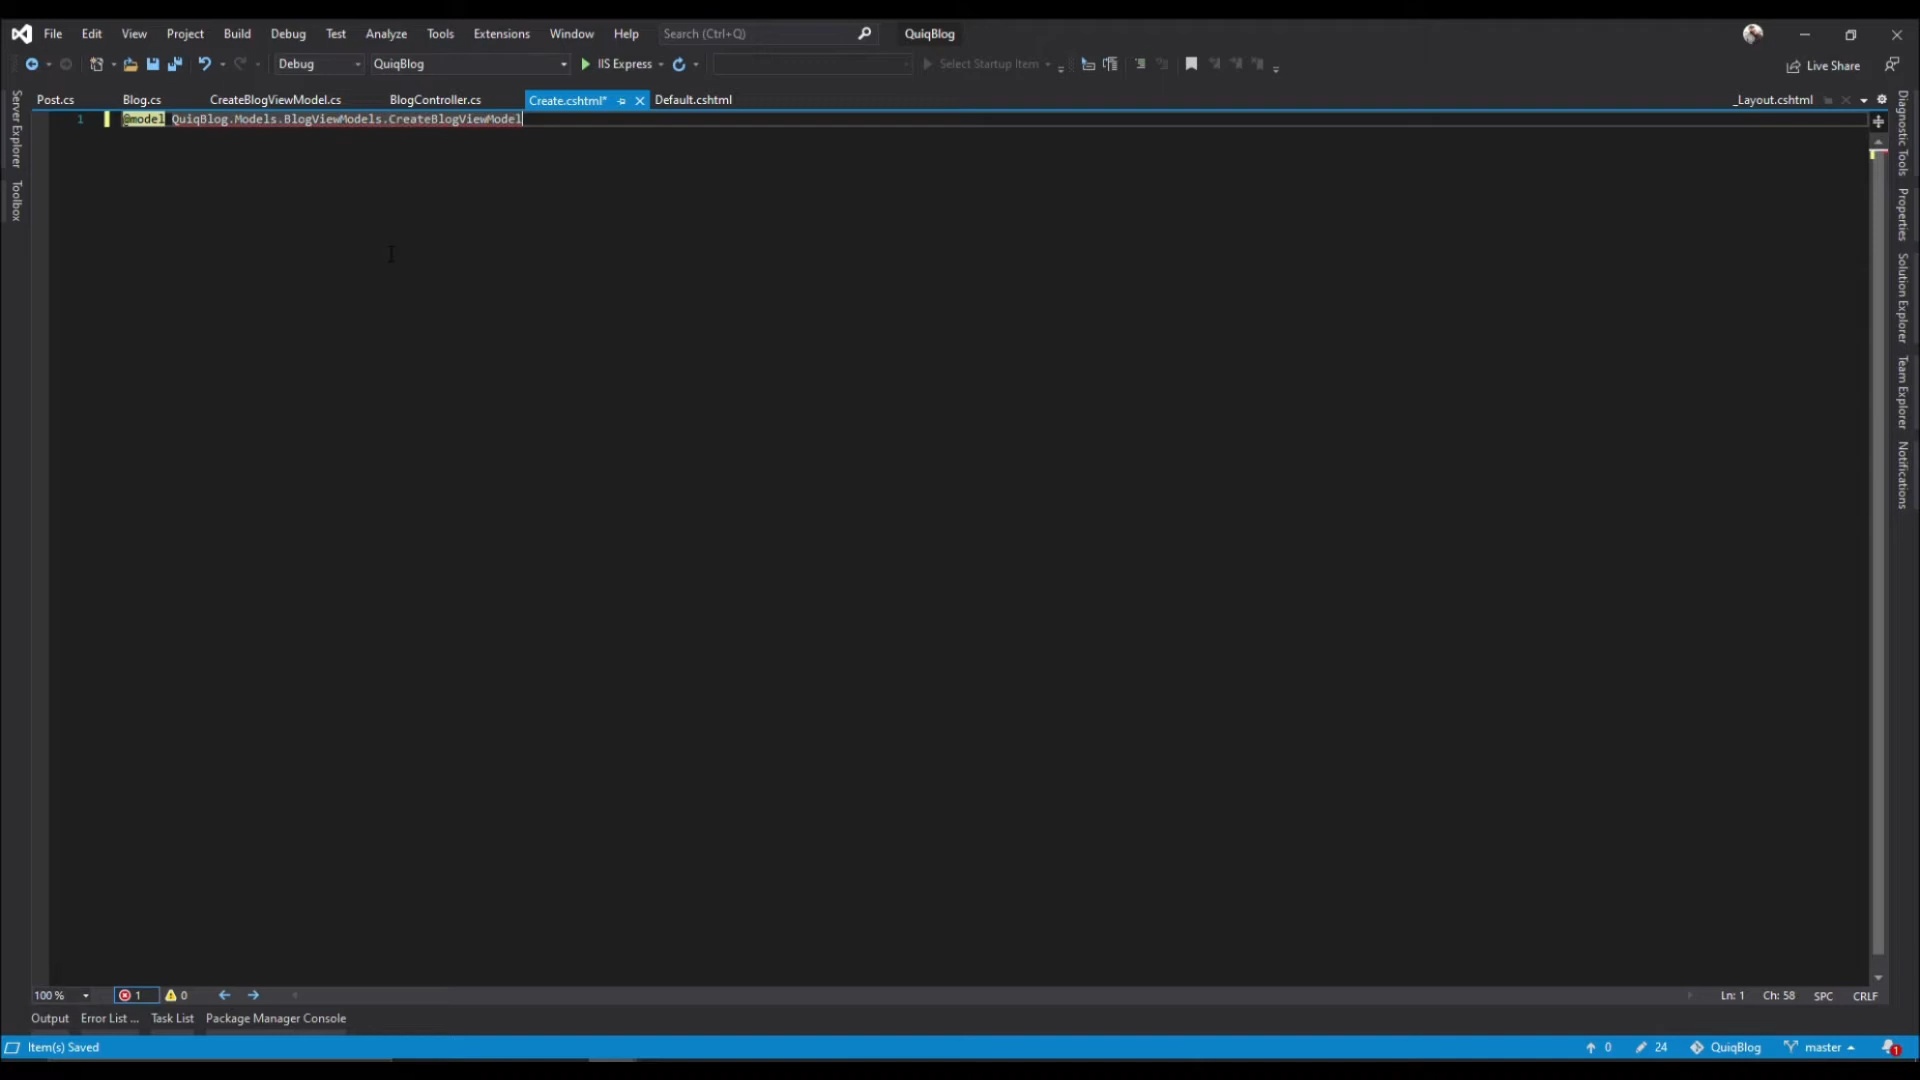 File Edit View Project Build Debug Test Analyze Tools Extensions Window Help Search (Ctrl+Q) QuiqBlog
Debug QuiqBlog IIS Express Select Startup Item Live Share
Post.cs Blog.cs CreateBlogViewModel.cs BlogController.cs Create.cshtml* Default.cshtml _Layout.cshtml
1 @model QuiqBlog.Models.BlogViewModels.CreateBlogViewModel
Server Explorer
Toolbox
Diagnostic Tools
Properties
Solution Explorer
Team Explorer
Notifications
100 % 1 0 Ln: 1 Ch: 58 SPC CRLF
Output Error List ... Task List Package Manager Console
Item(s) Saved 0 24 QuiqBlog master 1